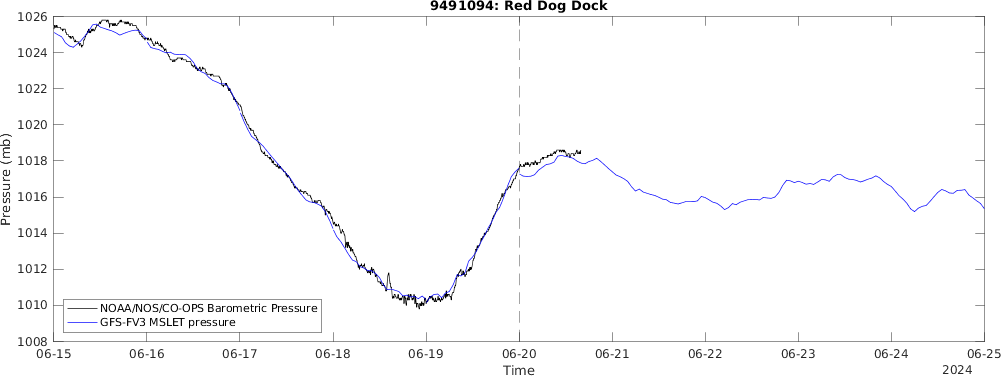 9491094: Red Dog Dock
Pressure (mb)
1026
1024
1022
1020
1018
1016
1014
1012
1010
1008
NOAA/NOS/CO-OPS Barometric Pressure
GFS-FV3 MSLET pressure
06-15 06-16 06-17 06-18 06-19 06-20 06-21 06-22 06-23 06-24 06-25
Time
2024